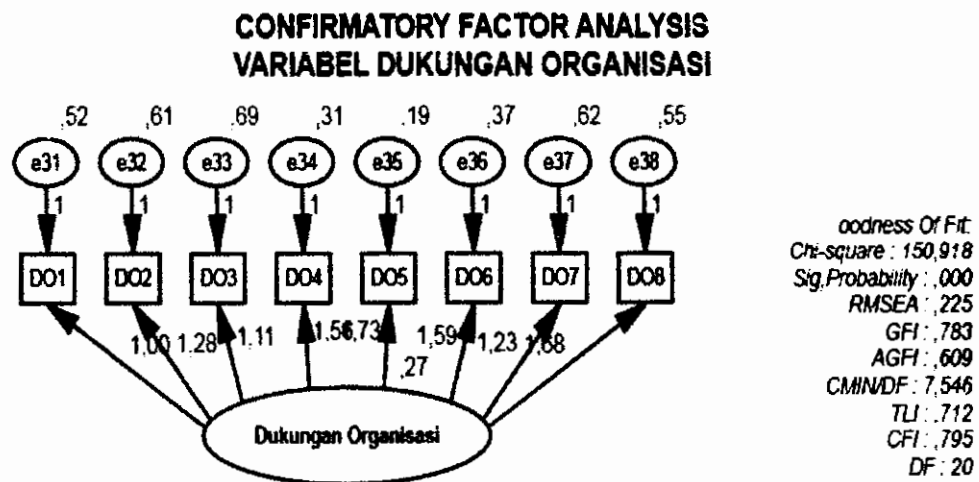 CONFIRMATORY FACTOR ANALYSIS
VARIABEL DUKUNGAN ORGANISASI
,52 ,61 ,69 ,31 ,19 ,37 ,62 ,55
e31 e32 e33 e34 e35 e36 e37 e38
1 1 1 1 1 1 1 1
DO1 DO2 DO3 DO4 DO5 DO6 DO7 DO8
1,00 1,28 1,11 1,73 1,59 1,23
,27
Dukungan Organisasi
oodness Of Fit:
Chi-square : 150,918
Sig.Probability : ,000
RMSEA : ,225
GFI : ,783
AGFI : ,609
CMIN/DF : 7,546
TLI : ,712
CFI : ,795
DF : 20